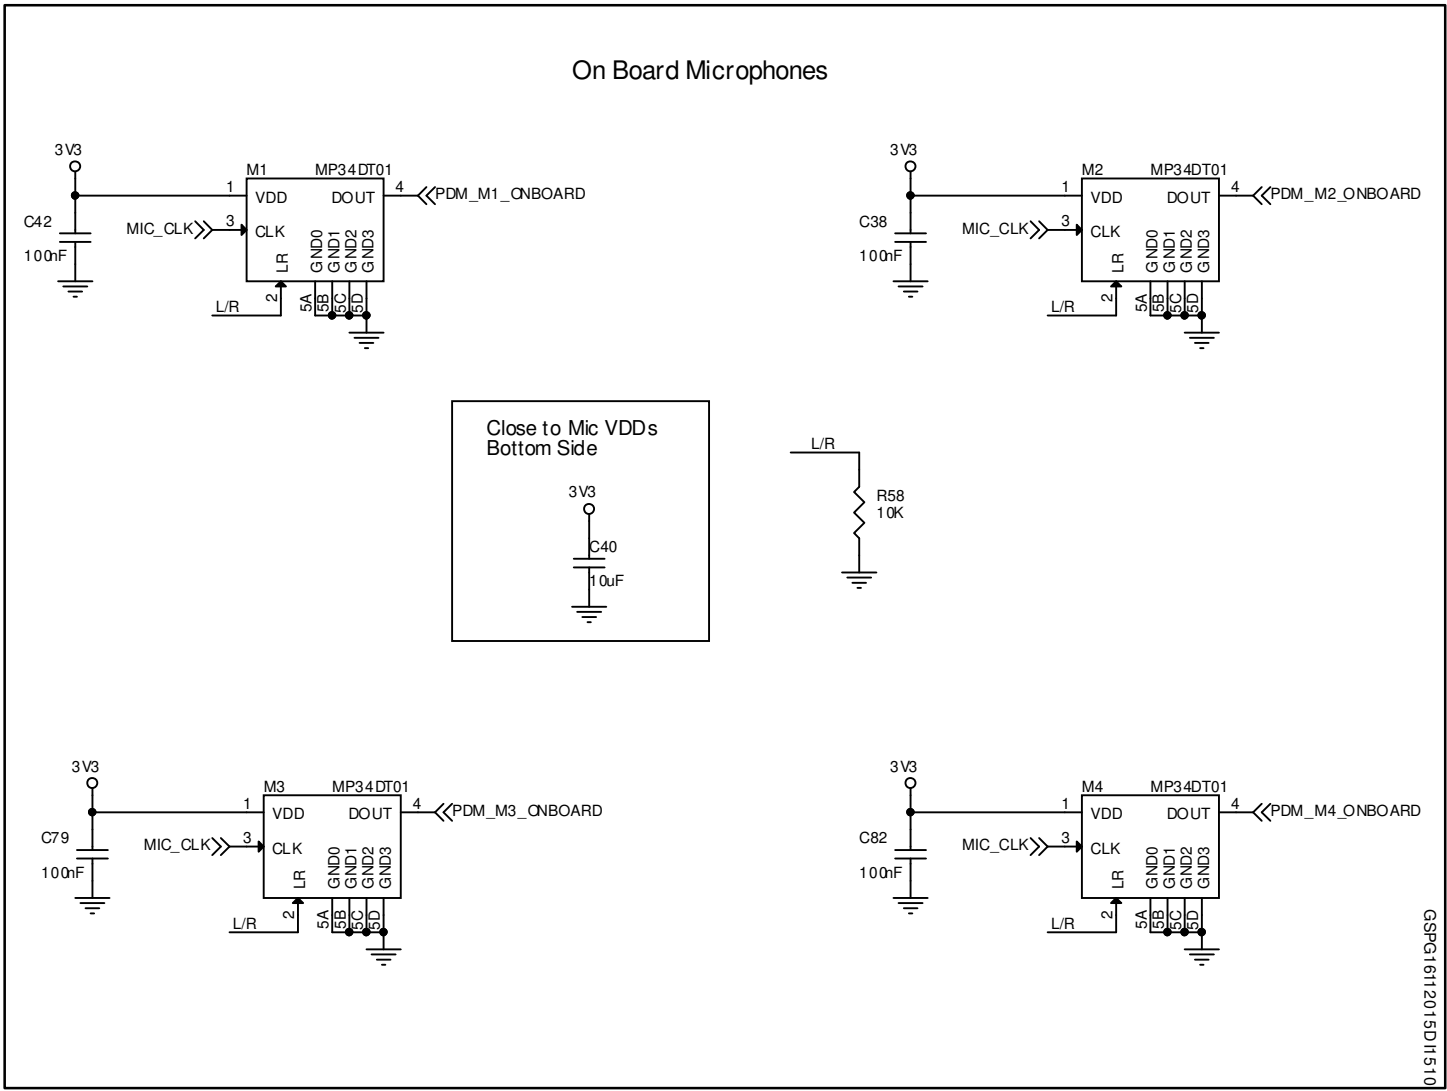 On Board Microphones
3V3
M1 MP34DT01
1 VDD DOUT 4 PDM_M1_ONBOARD
C42
100nF
MIC_CLK 3 CLK
LR GND0 GND1 GND2 GND3
L/R 2 5A 5B 5C 5D
3V3
M2 MP34DT01
1 VDD DOUT 4 PDM_M2_ONBOARD
C38
100nF
MIC_CLK 3 CLK
LR GND0 GND1 GND2 GND3
L/R 2 5A 5B 5C 5D
Close to Mic VDDs
Bottom Side
3V3
C40
10uF
L/R
R58
10K
3V3
M3 MP34DT01
1 VDD DOUT 4 PDM_M3_ONBOARD
C79
100nF
MIC_CLK 3 CLK
LR GND0 GND1 GND2 GND3
L/R 2 5A 5B 5C 5D
3V3
M4 MP34DT01
1 VDD DOUT 4 PDM_M4_ONBOARD
C82
100nF
MIC_CLK 3 CLK
LR GND0 GND1 GND2 GND3
L/R 2 5A 5B 5C 5D
GSPG16112015DI1510